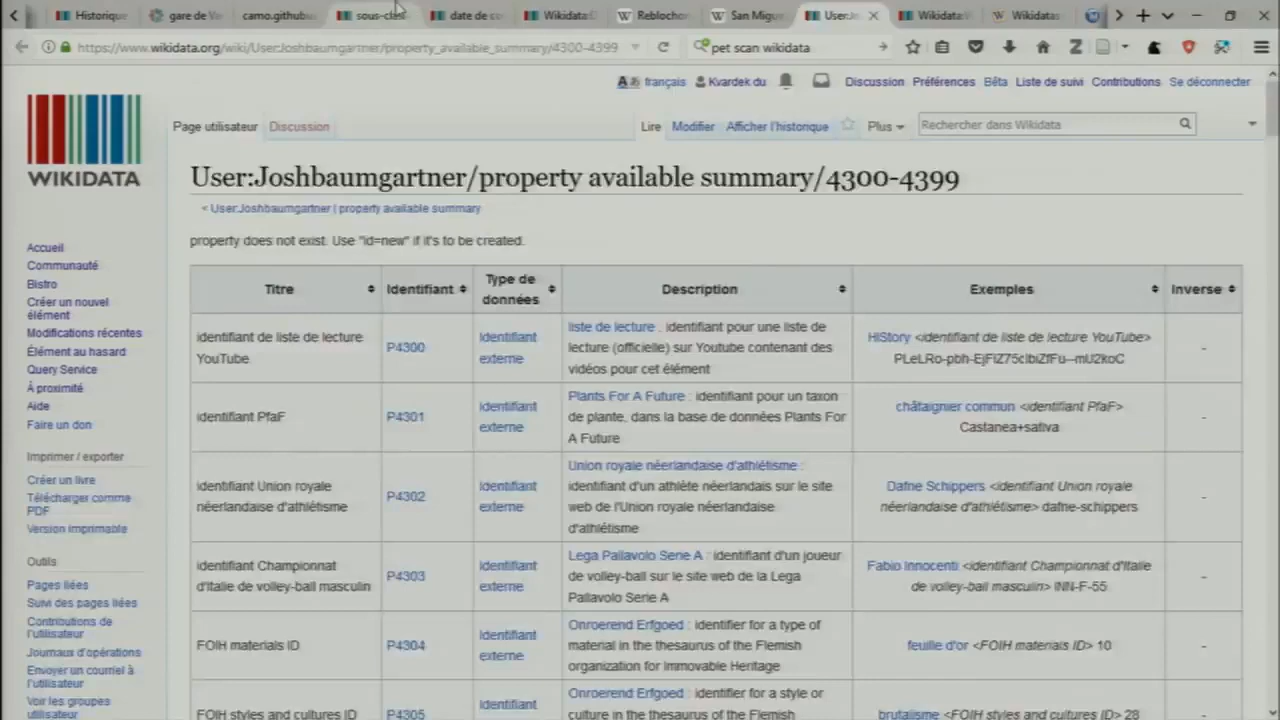 Historique
gare de Ve
camo.github
sous-clas
date de co
Wikidata:
Reblocho
San Migu
User:Jo
Wikidata
Wikidata
https://www.wikidata.org/wiki/User:Joshbaumgartner/property_available_summary/4300-4399
pet scan wikidata
français Kvardek du Discussion Préférences Bêta Liste de suivi Contributions Se déconnecter
Page utilisateur Discussion Lire Modifier Afficher l'historique Plus Rechercher dans Wikidata
WIKIDATA
User:Joshbaumgartner/property available summary/4300-4399
< User:Joshbaumgartner | property available summary
property does not exist. Use "id=new" if it's to be created.
Accueil
Communauté
Bistro
Créer un nouvel
élément
Modifications récentes
Élément au hasard
Query Service
À proximité
Aide
Faire un don
Imprimer / exporter
Créer un livre
Télécharger comme
PDF
Version imprimable
Outils
Pages liées
Suivi des pages liées
Contributions de
l'utilisateur
Journaux d'opérations
Envoyer un courriel à
l'utilisateur
Voir les groupes
utilisateur
Titre Identifiant Type de données Description Exemples Inverse
identifiant de liste de lecture
YouTube
P4300
Identifiant
externe
liste de lecture : identifiant pour une liste de
lecture (officielle) sur Youtube contenant des
vidéos pour cet élément
HIStory <identifiant de liste de lecture YouTube>
-
identifiant PfaF
P4301
Identifiant
externe
Plants For A Future : identifiant pour un taxon
de plante, dans la base de données Plants For
A Future
châtaignier commun <identifiant PfaF>
Castanea+sativa
-
identifiant Union royale
néerlandaise d'athlétisme
P4302
Identifiant
externe
Union royale néerlandaise d'athlétisme :
identifiant d'un athlète néerlandais sur le site
web de l'Union royale néerlandaise
d'athlétisme
Dafne Schippers <identifiant Union royale
néerlandaise d'athlétisme> dafne-schippers
-
identifiant Championnat
d'Italie de volley-ball masculin
P4303
Identifiant
externe
Lega Pallavolo Serie A : identifiant d'un joueur
de volley-ball sur le site web de la Lega
Pallavolo Serie A
Fabio Innocenti <identifiant Championnat d'Italie
de volley-ball masculin> INN-F-55
-
FOIH materials ID
P4304
Identifiant
externe
Onroerend Erfgoed : identifier for a type of
material in the thesaurus of the Flemish
organization for Immovable Heritage
feuille d'or <FOIH materials ID> 10
-
FOIH styles and cultures ID
P4305
Identifiant
Onroerend Erfgoed : identifier for a style or
culture in the thesaurus of the Flemish
brutalisme <FOIH styles and cultures ID> 28